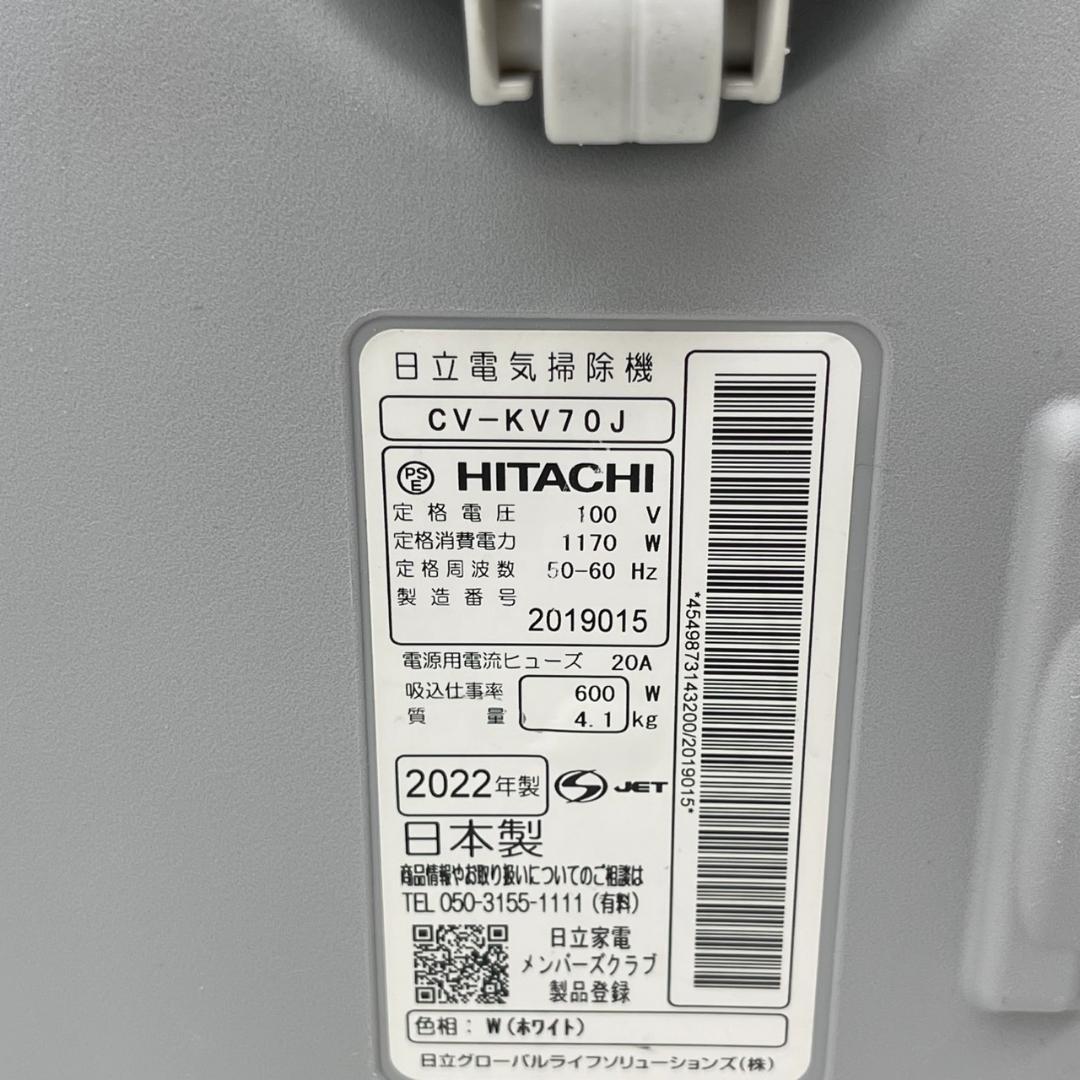 日立電気掃除機
CV-KV70J
PSE HITACHI
定格電圧 100 V
定格消費電力 1170 W
定格周波数 50-60 Hz
製造番号
2019015
電源用電流ヒューズ 20A
吸込仕事率 600 W
質量 4.1 kg
2022年製 JET
日本製
商品情報やお取り扱いについてのご相談は
TEL 050-3155-1111 (有料)
日立家電
メンバーズクラブ
製品登録
色相: W(ホワイト)
日立グローバルライフソリューションズ(株)
*4549873143200/2019015*